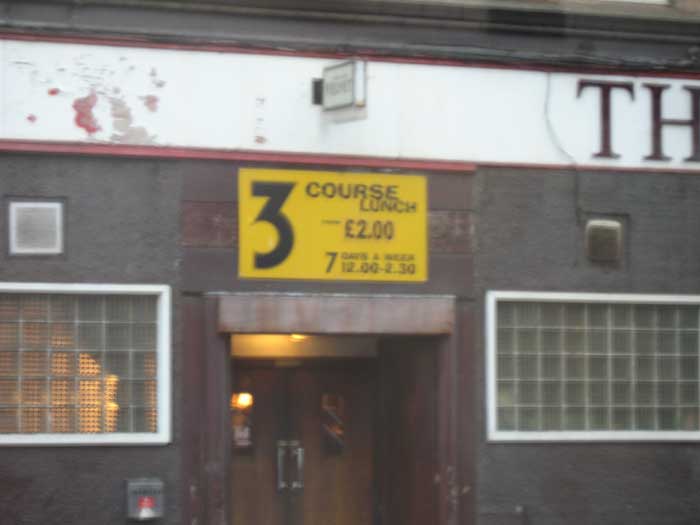 TH
3 COURSE
LUNCH
£2.00
7 DAYS A WEEK
12.00-2.30